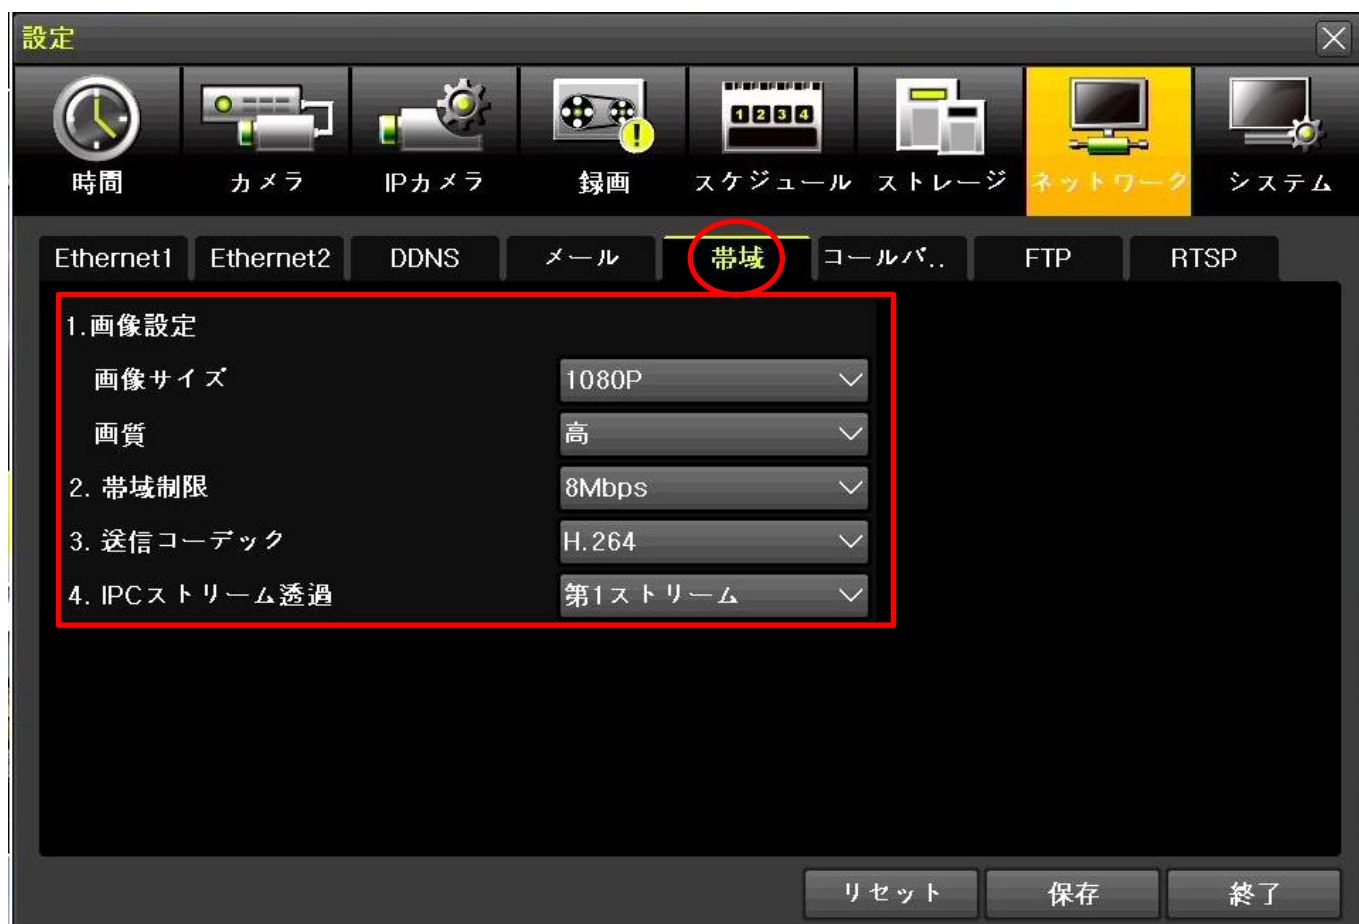 設定
1 2 3 4
時間 カメラ IPカメラ 録画 スケジュール ストレージ ネットワーク システム
Ethernet1 Ethernet2 DDNS メール 帯域 コールバ.. FTP RTSP
1.画像設定
画像サイズ 1080P
画質 高
2. 帯域制限 8Mbps
3. 送信コーデック H.264
4. IPCストリーム透過 第1ストリーム
リセット 保存 終了